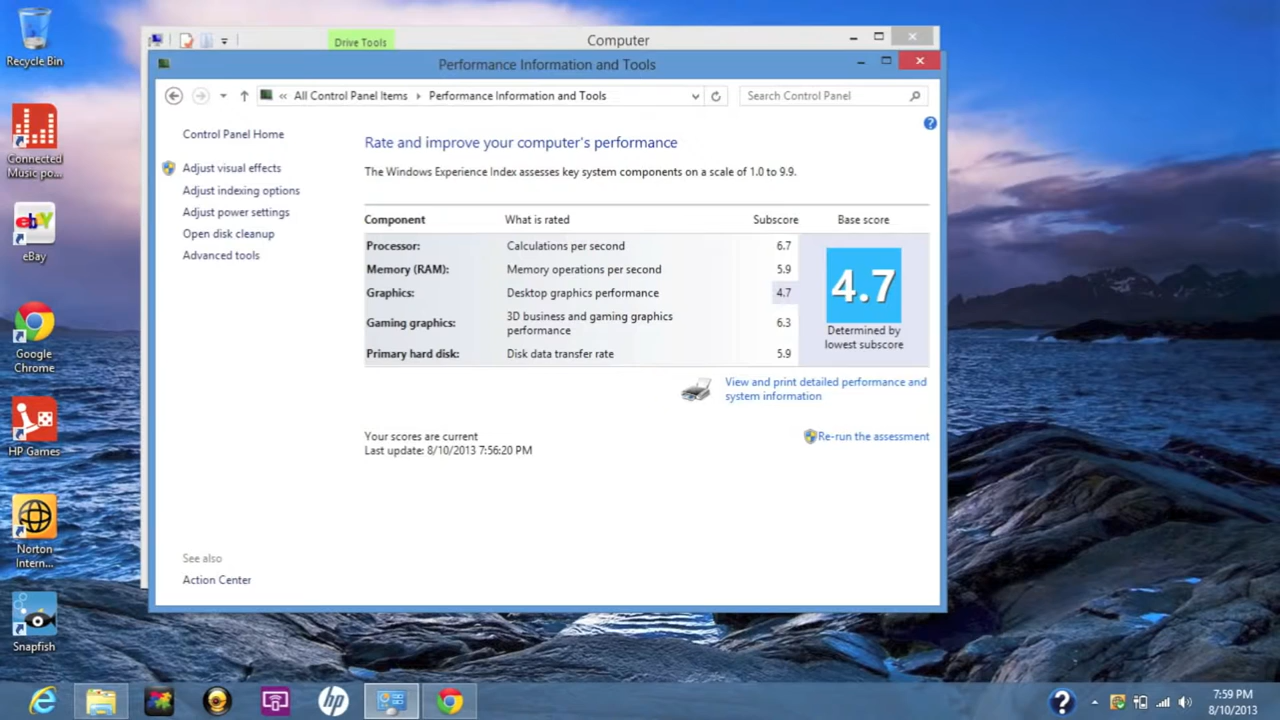 Recycle Bin
Connected
Music po...
ebY
eBay
Google
Chrome
HP Games
Norton
Intern...
Snapfish
Drive Tools
Computer
Performance Information and Tools
« All Control Panel Items ▸ Performance Information and Tools
Search Control Panel
Control Panel Home
Adjust visual effects
Adjust indexing options
Adjust power settings
Open disk cleanup
Advanced tools
See also
Action Center
Rate and improve your computer's performance
The Windows Experience Index assesses key system components on a scale of 1.0 to 9.9.
Component What is rated Subscore Base score
Processor: Calculations per second 6.7
Memory (RAM): Memory operations per second 5.9
Graphics: Desktop graphics performance 4.7
Gaming graphics: 3D business and gaming graphics
performance 6.3
Primary hard disk: Disk data transfer rate 5.9
4.7
Determined by
lowest subscore
View and print detailed performance and
system information
Your scores are current
Last update: 8/10/2013 7:56:20 PM
Re-run the assessment
hp
7:59 PM
8/10/2013